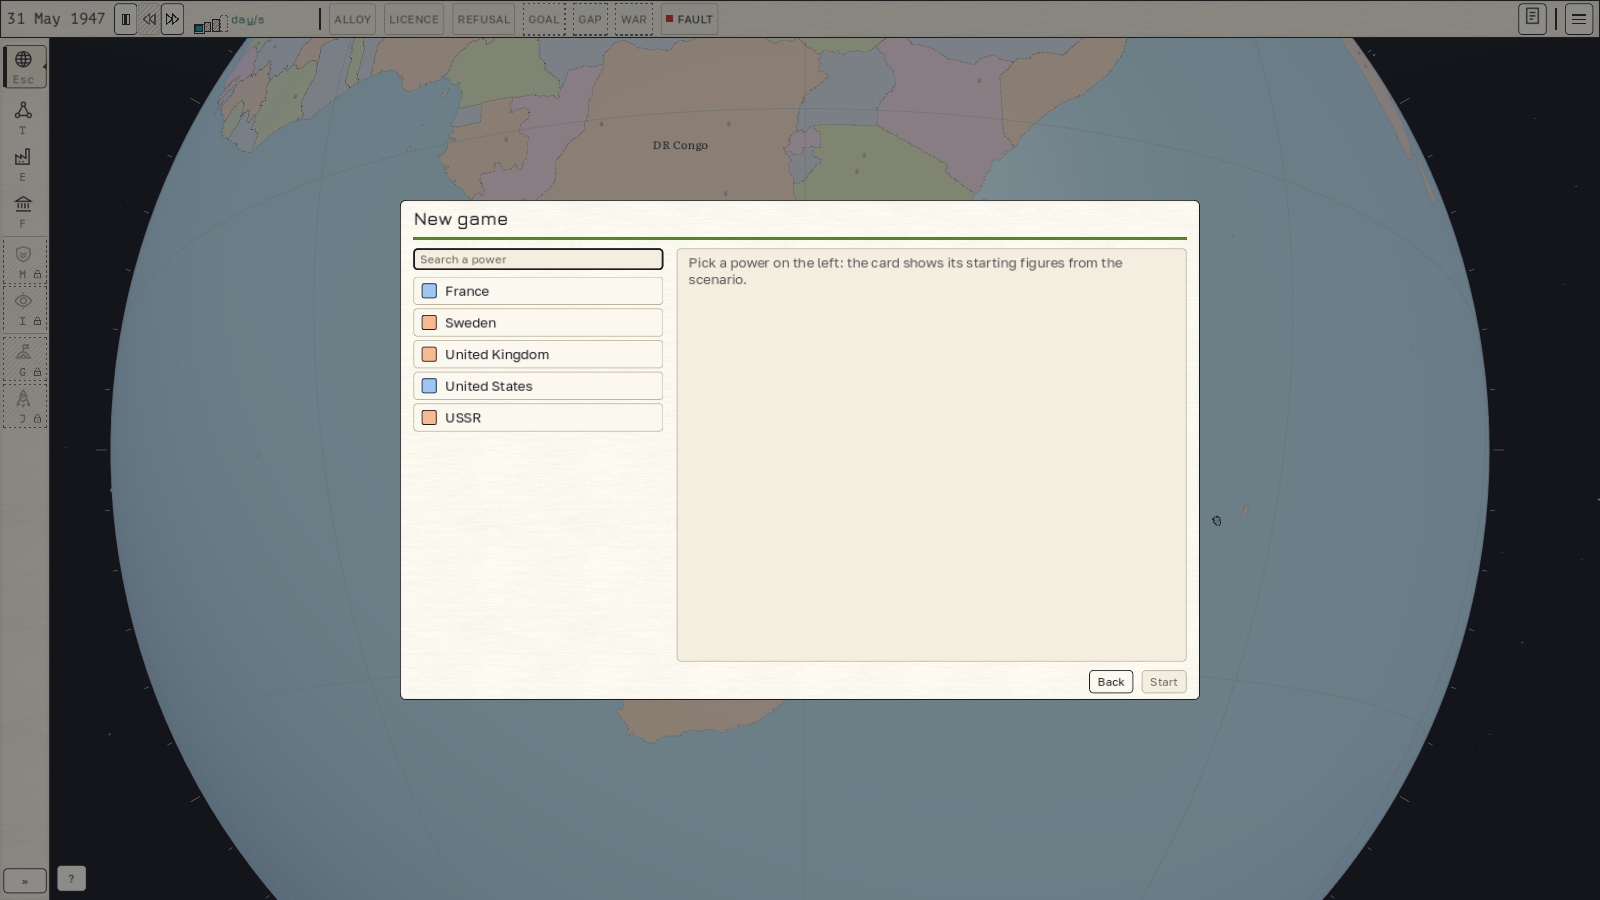 31 May 1947
day/s
ALLOY
LICENCE
REFUSAL
GOAL
GAP
WAR
FAULT
Esc
T
E
F
M
I
G
J
»
?
DR Congo
New game
Search a power
France
Sweden
United Kingdom
United States
USSR
Pick a power on the left: the card shows its starting figures from the
scenario.
Back
Start